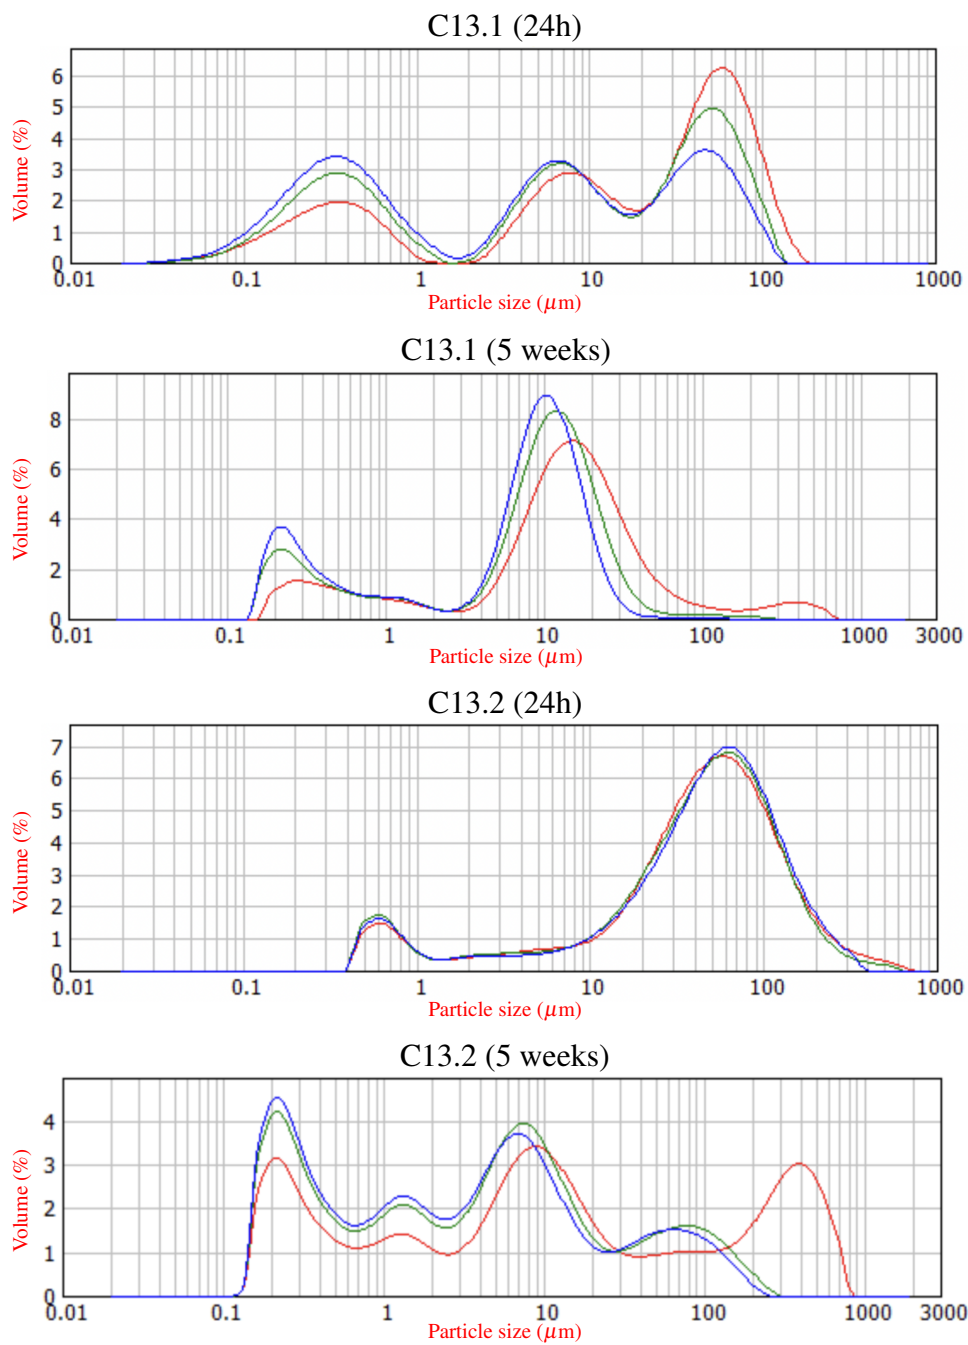 C13.1 (24h)
6
5
4
3
2
1
0
Volume (%)
0.01 0.1 1 10 100 1000
Particle size (μm)
C13.1 (5 weeks)
8
6
4
2
0
Volume (%)
0.01 0.1 1 10 100 1000 3000
Particle size (μm)
C13.2 (24h)
7
6
5
4
3
2
1
0
Volume (%)
0.01 0.1 1 10 100 1000
Particle size (μm)
C13.2 (5 weeks)
4
3
2
1
0
Volume (%)
0.01 0.1 1 10 100 1000 3000
Particle size (μm)